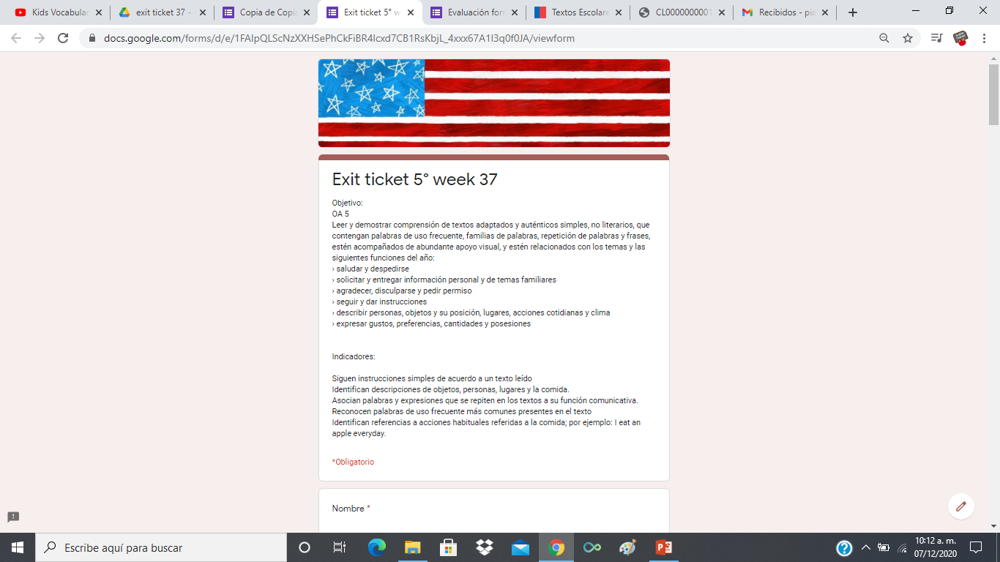 Kids Vocabular
exit ticket 37 -
Copia de Copia
Exit ticket 5° w
Evaluación for
Textos Escolare
CL0000000001
Recibidos - pia
docs.google.com/forms/d/e/1FAIpQLScNzXXHSePhCkFiBR4Icxd7CB1RsKbjL_4xxx67A1I3q0f0JA/viewform
Exit ticket 5° week 37
Objetivo:
OA 5
Leer y demostrar comprensión de textos adaptados y auténticos simples, no literarios, que
contengan palabras de uso frecuente, familias de palabras, repetición de palabras y frases,
estén acompañados de abundante apoyo visual, y estén relacionados con los temas y las
siguientes funciones del año:
› saludar y despedirse
› solicitar y entregar información personal y de temas familiares
› agradecer, disculparse y pedir permiso
› seguir y dar instrucciones
› describir personas, objetos y su posición, lugares, acciones cotidianas y clima
› expresar gustos, preferencias, cantidades y posesiones
Indicadores:
Siguen instrucciones simples de acuerdo a un texto leído
Identifican descripciones de objetos, personas, lugares y la comida.
Asocian palabras y expresiones que se repiten en los textos a su función comunicativa.
Reconocen palabras de uso frecuente más comunes presentes en el texto
Identifican referencias a acciones habituales referidas a la comida; por ejemplo: I eat an
apple everyday.
*Obligatorio
Nombre *
Escribe aquí para buscar
10:12 a. m.
07/12/2020